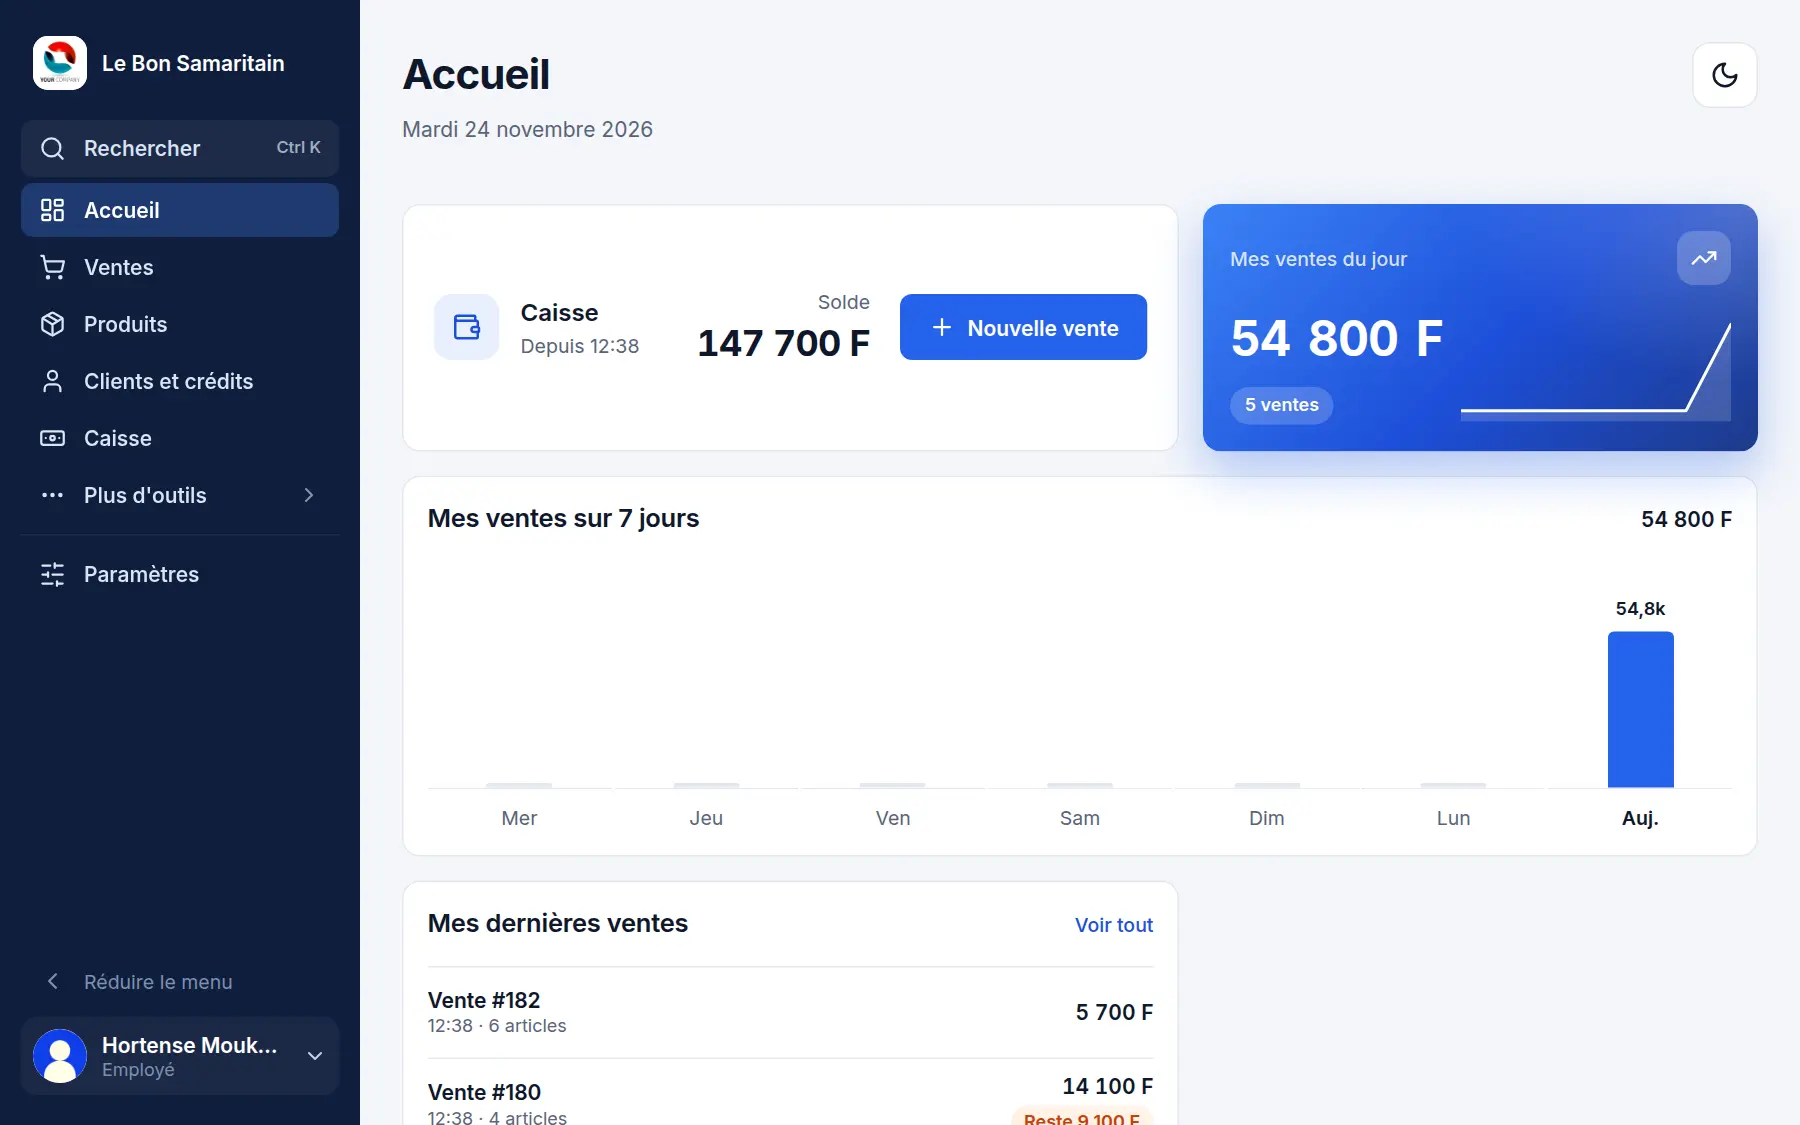 YOUR COMPANY
Le Bon Samaritain
Rechercher
Ctrl K
Accueil
Ventes
Produits
Clients et crédits
Caisse
Plus d'outils
Paramètres
Réduire le menu
Hortense Mouk...
Employé
Accueil
Mardi 24 novembre 2026
Caisse
Depuis 12:38
Solde
147 700 F
Nouvelle vente
Mes ventes du jour
54 800 F
5 ventes
Mes ventes sur 7 jours
54 800 F
54,8k
Mer
Jeu
Ven
Sam
Dim
Lun
Auj.
Mes dernières ventes
Voir tout
Vente #182
12:38 · 6 articles
5 700 F
Vente #180
12:38 · 4 articles
14 100 F
Reste 9 100 F